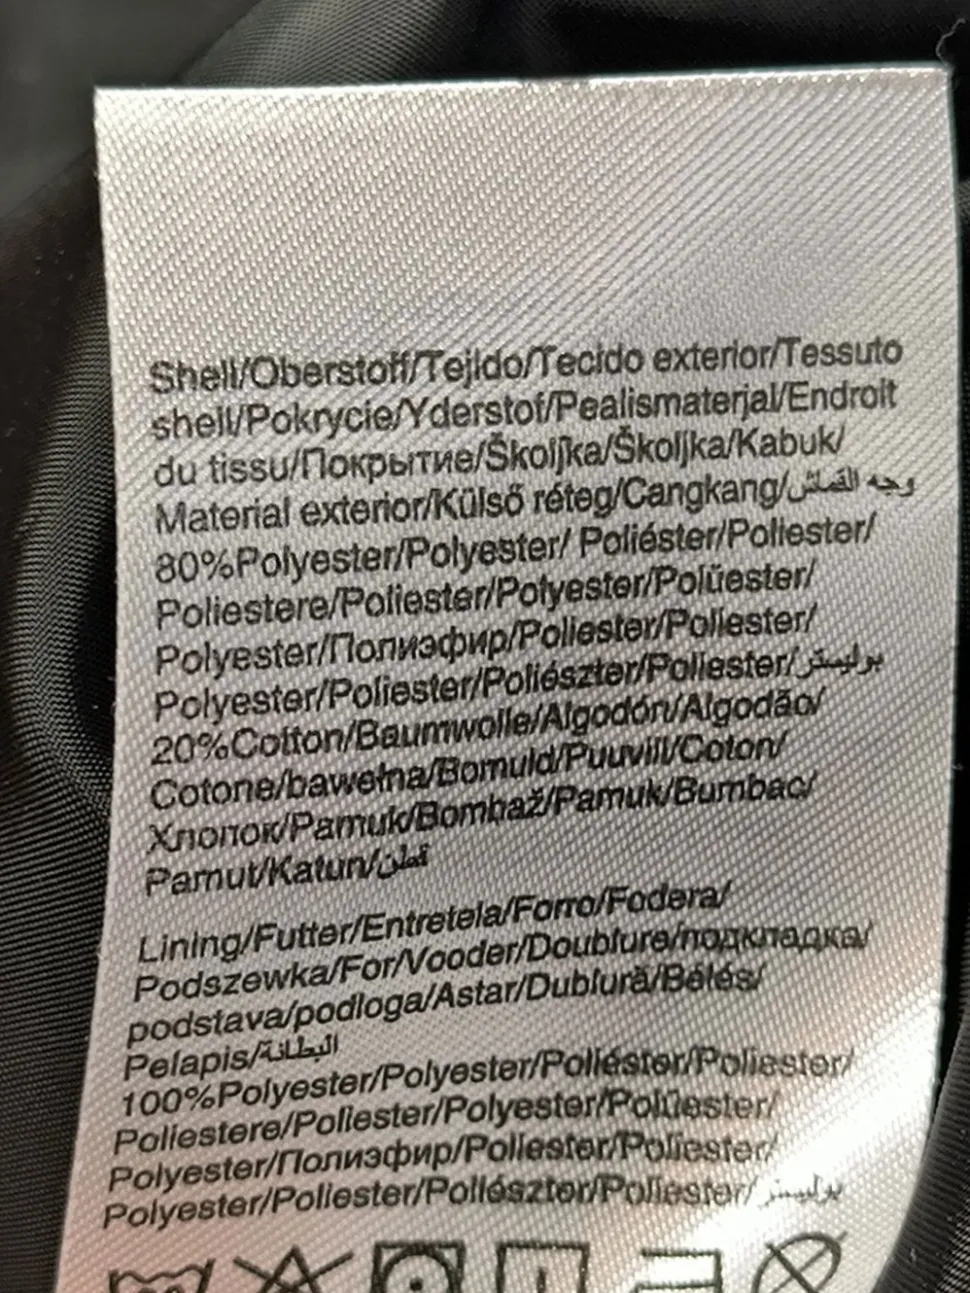 Shell/Oberstoff/Tejido/Tecido exterior/Tessuto
shell/Pokrycie/Yderstof/Pealismaterjal/Endroit
du tissu/Покрытие/Školjka/Školjka/Kabuk/
Material exterior/Külső réteg/Cangkang/وجه القماش
80%Polyester/Polyester/ Poliéster/Poliester/
Poliestere/Poliester/Polyester/Polüester/
Polyester/Полиэфир/Poliester/Poliester/
Polyester/Poliester/Poliészter/Poliester/بوليستر
20%Cotton/Baumwolle/Algodón/Algodão/
Cotone/bawełna/Bomuld/Puuvill/Coton/
Хлопок/Pamuk/Bombaž/Pamuk/Bumbac/
Pamut/Katun/قطن
Lining/Futter/Entretela/Forro/Fodera/
Podszewka/For/Vooder/Doublure/подкладка/
podstava/podloga/Astar/Dublură/Bélés/
Pelapis/البطانة
100%Polyester/Polyester/Poliéster/Poliester/
Poliestere/Poliester/Polyester/Polüester/
Polyester/Полиэфир/Poliester/Poliester/
Polyester/Poliester/Poliészter/Poliester/بوليستر